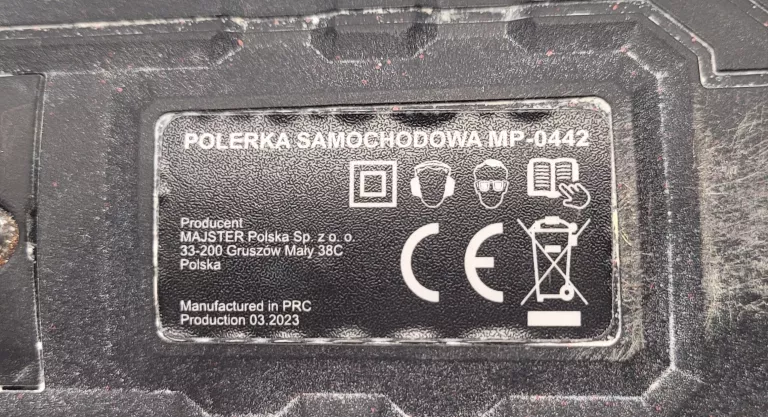 POLERKA SAMOCHODOWA MP-0442
Producent
MAJSTER Polska Sp. z o. o.
33-200 Gruszów Mały 38C
Polska
CE
Manufactured in PRC
Production 03.2023